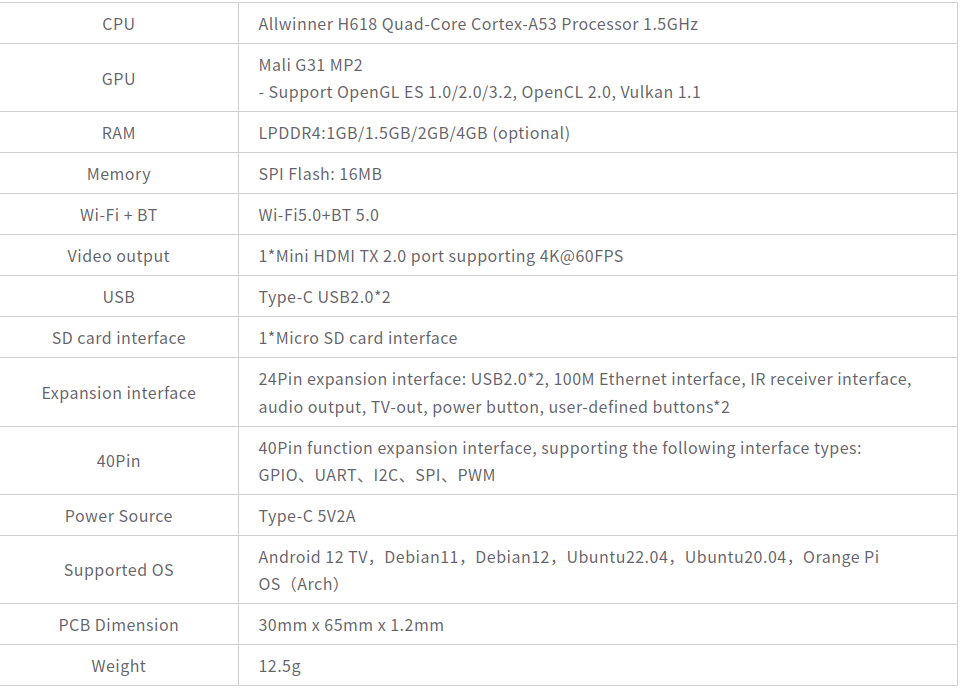 CPU
Allwinner H618 Quad-Core Cortex-A53 Processor 1.5GHz
GPU
Mali G31 MP2
- Support OpenGL ES 1.0/2.0/3.2, OpenCL 2.0, Vulkan 1.1
RAM
LPDDR4:1GB/1.5GB/2GB/4GB (optional)
Memory
SPI Flash: 16MB
Wi-Fi + BT
Wi-Fi5.0+BT 5.0
Video output
1*Mini HDMI TX 2.0 port supporting 4K@60FPS
USB
Type-C USB2.0*2
SD card interface
1*Micro SD card interface
Expansion interface
24Pin expansion interface: USB2.0*2, 100M Ethernet interface, IR receiver interface,
audio output, TV-out, power button, user-defined buttons*2
40Pin
40Pin function expansion interface, supporting the following interface types:
GPIO、UART、I2C、SPI、PWM
Power Source
Type-C 5V2A
Supported OS
Android 12 TV，Debian11，Debian12，Ubuntu22.04，Ubuntu20.04，Orange Pi
OS（Arch）
PCB Dimension
30mm x 65mm x 1.2mm
Weight
12.5g